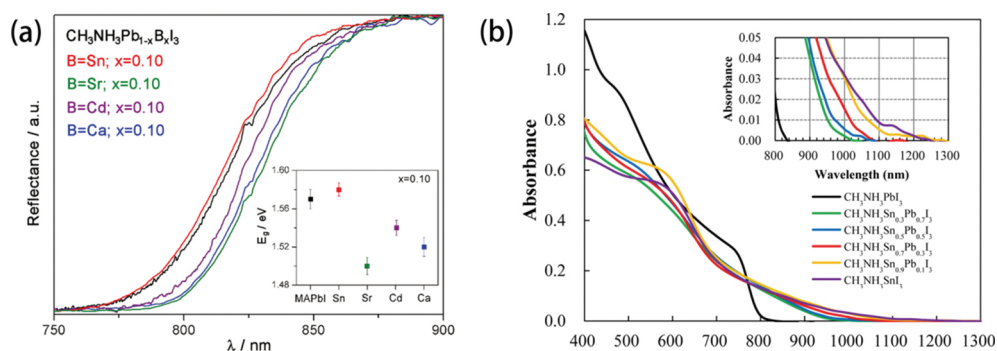 (a)
CH3NH3Pb1-xBxI3
B=Sn; x=0.10
B=Sr; x=0.10
B=Cd; x=0.10
B=Ca; x=0.10
Reflectance / a.u.
x=0.10
Eg / eV
1.60
1.56
1.52
1.48
MAPbI Sn Sr Cd Ca
750 800 850 900
λ / nm
(b)
Absorbance
1.2
1.0
0.8
0.6
0.4
0.2
0.0
400 500 600 700 800 900 1000 1100 1200 1300
Absorbance
0.05
0.04
0.03
0.02
0.01
0.00
800 900 1000 1100 1200 1300
Wavelength (nm)
CH3NH3PbI3
CH3NH3Sn0.3Pb0.7I3
CH3NH3Sn0.5Pb0.5I3
CH3NH3Sn0.7Pb0.3I3
CH3NH3Sn0.9Pb0.1I3
CH3NH3SnI3